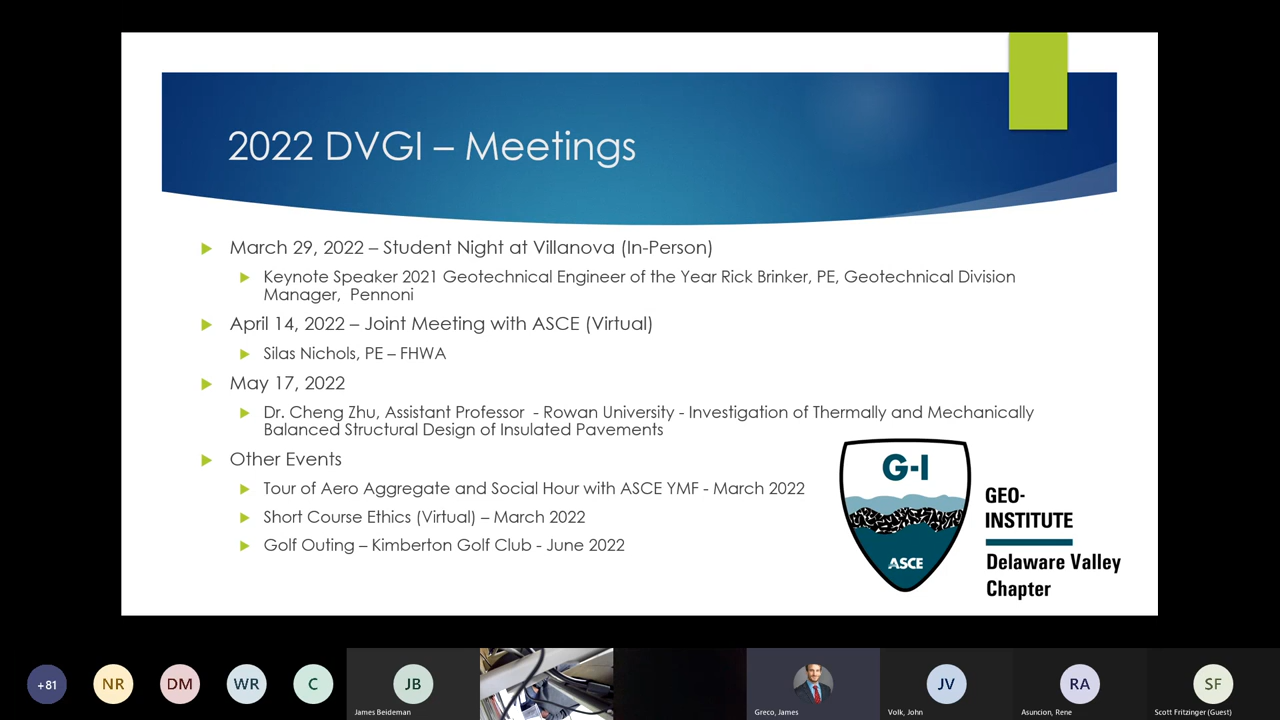 2022 DVGI – Meetings
March 29, 2022 – Student Night at Villanova (In-Person)
Keynote Speaker 2021 Geotechnical Engineer of the Year Rick Brinker, PE, Geotechnical Division
Manager,  Pennoni
April 14, 2022 – Joint Meeting with ASCE (Virtual)
Silas Nichols, PE – FHWA
May 17, 2022
Dr. Cheng Zhu, Assistant Professor  - Rowan University - Investigation of Thermally and Mechanically
Balanced Structural Design of Insulated Pavements
Other Events
Tour of Aero Aggregate and Social Hour with ASCE YMF - March 2022
Short Course Ethics (Virtual) – March 2022
Golf Outing – Kimberton Golf Club - June 2022
G-I
ASCE
GEO-
INSTITUTE
Delaware Valley
Chapter
+81
NR
DM
WR
C
JB
James Beideman
Greco, James
JV
Volk, John
RA
Asuncion, Rene
SF
Scott Fritzinger (Guest)